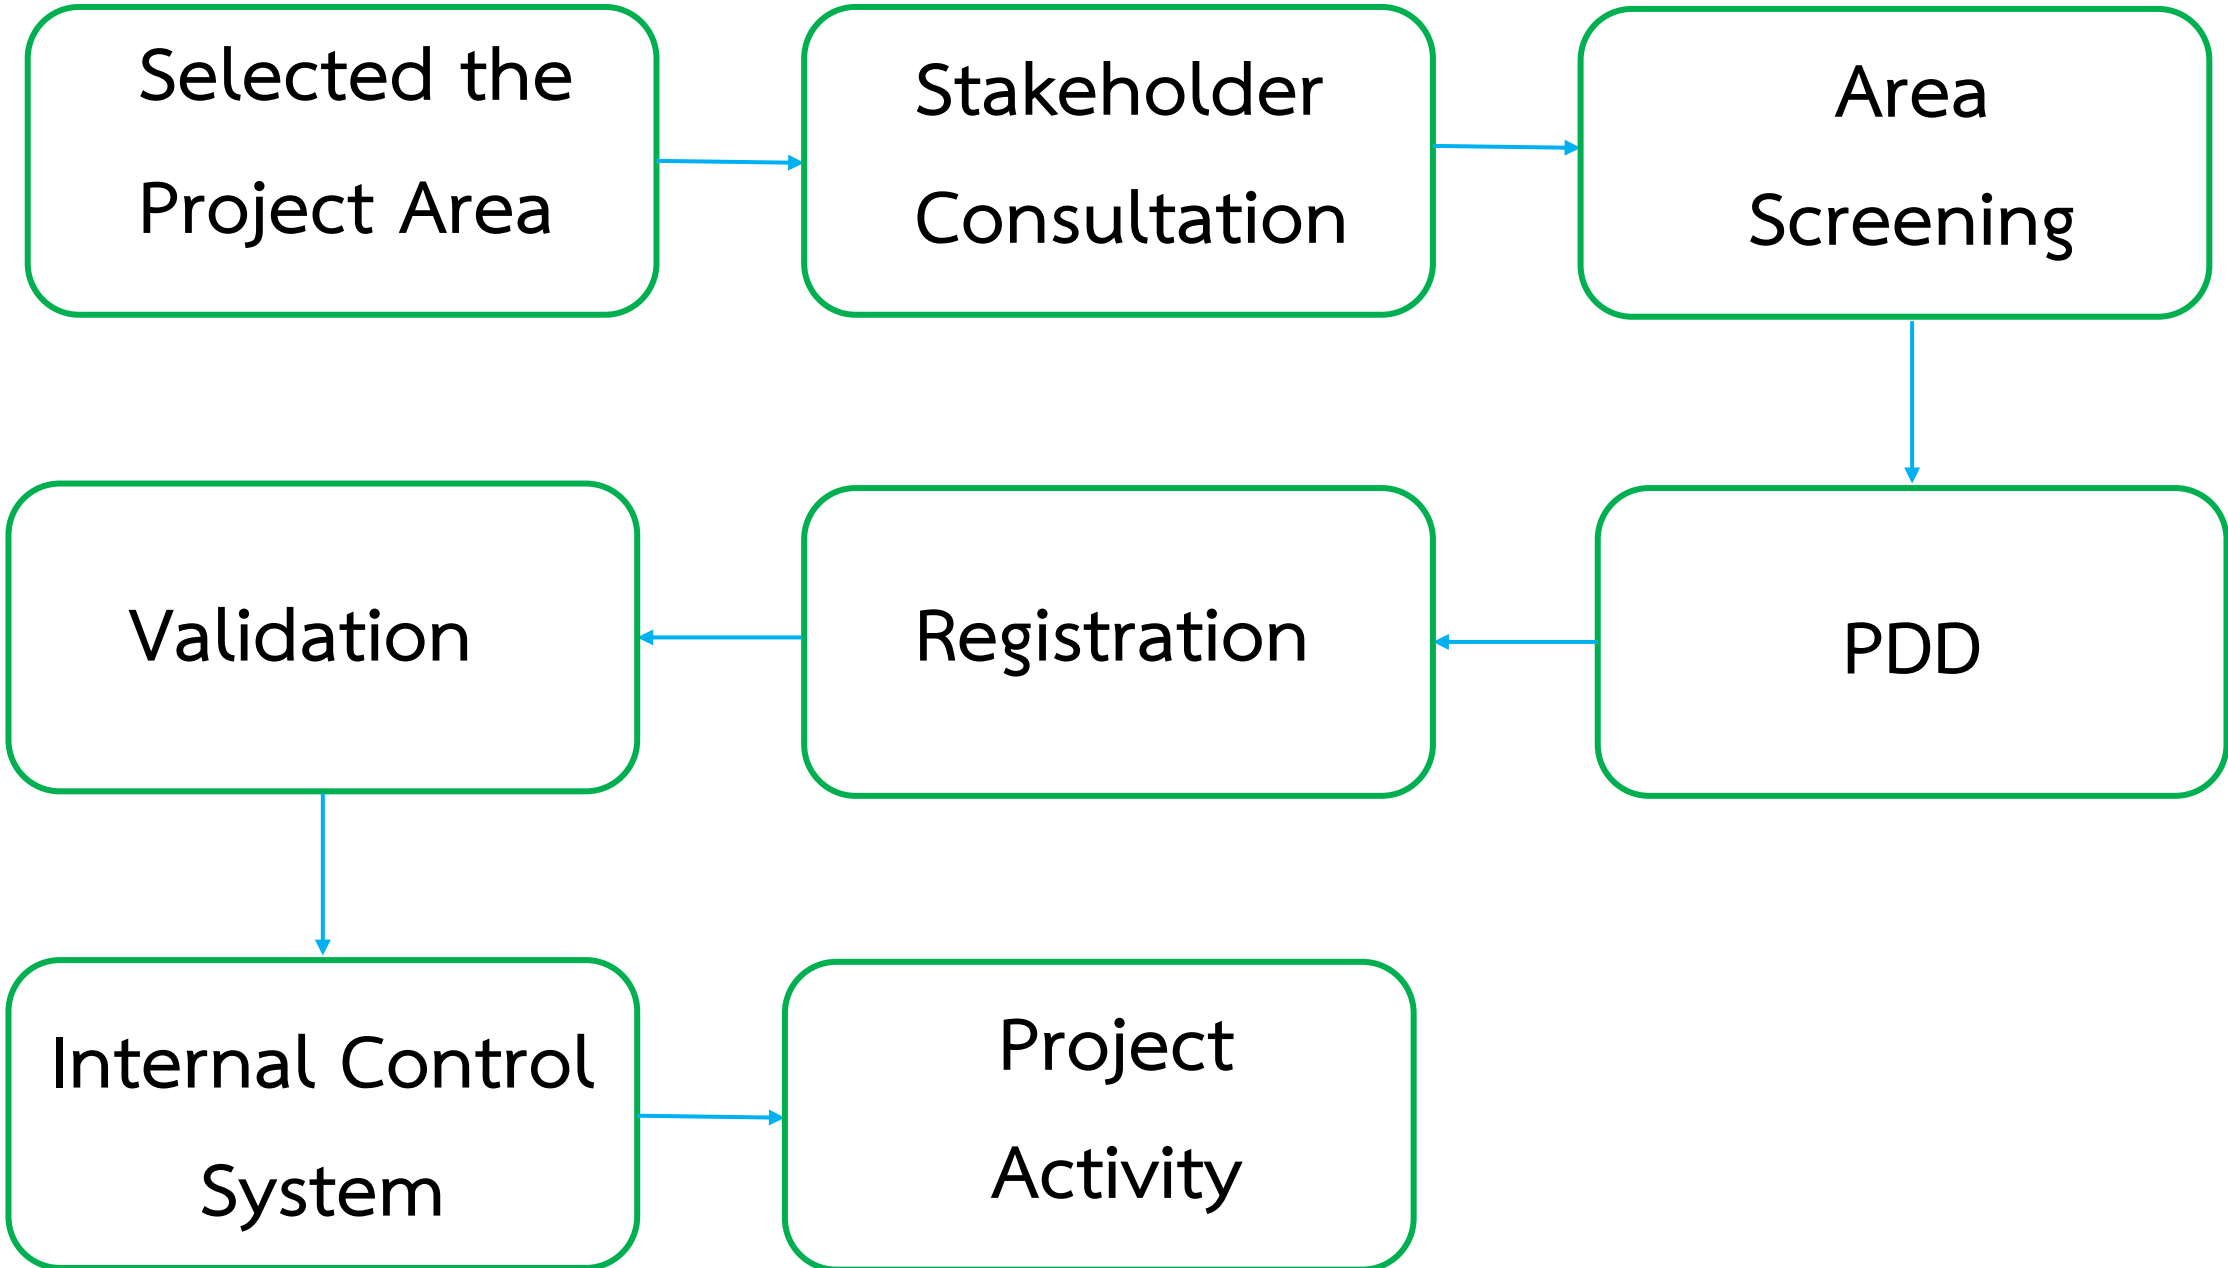 Selected the
Project Area
Stakeholder
Consultation
Area
Screening
PDD
Registration
Validation
Internal Control
System
Project
Activity